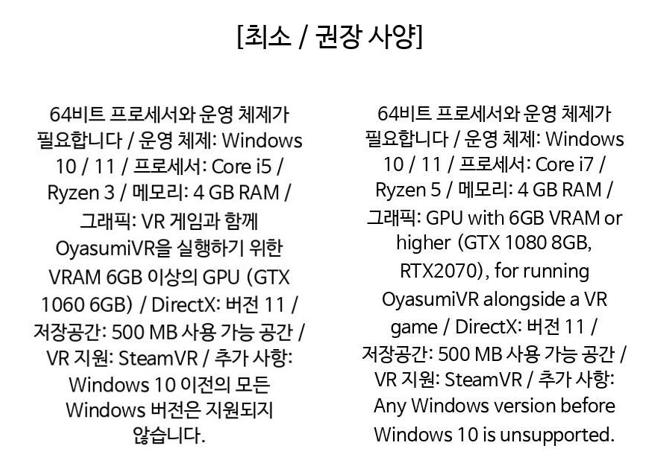 [최소 / 권장 사양]
64비트 프로세서와 운영 체제가
필요합니다 / 운영 체제: Windows
10 / 11 / 프로세서: Core i5 /
Ryzen 3 / 메모리: 4 GB RAM /
그래픽: VR 게임과 함께
OyasumiVR을 실행하기 위한
VRAM 6GB 이상의 GPU (GTX
1060 6GB) / DirectX: 버전 11 /
저장공간: 500 MB 사용 가능 공간 /
VR 지원: SteamVR / 추가 사항:
Windows 10 이전의 모든
Windows 버전은 지원되지
않습니다.
64비트 프로세서와 운영 체제가
필요합니다 / 운영 체제: Windows
10 / 11 / 프로세서: Core i7 /
Ryzen 5 / 메모리: 4 GB RAM /
그래픽: GPU with 6GB VRAM or
higher (GTX 1080 8GB,
RTX2070), for running
OyasumiVR alongside a VR
game / DirectX: 버전 11 /
저장공간: 500 MB 사용 가능 공간 /
VR 지원: SteamVR / 추가 사항:
Any Windows version before
Windows 10 is unsupported.